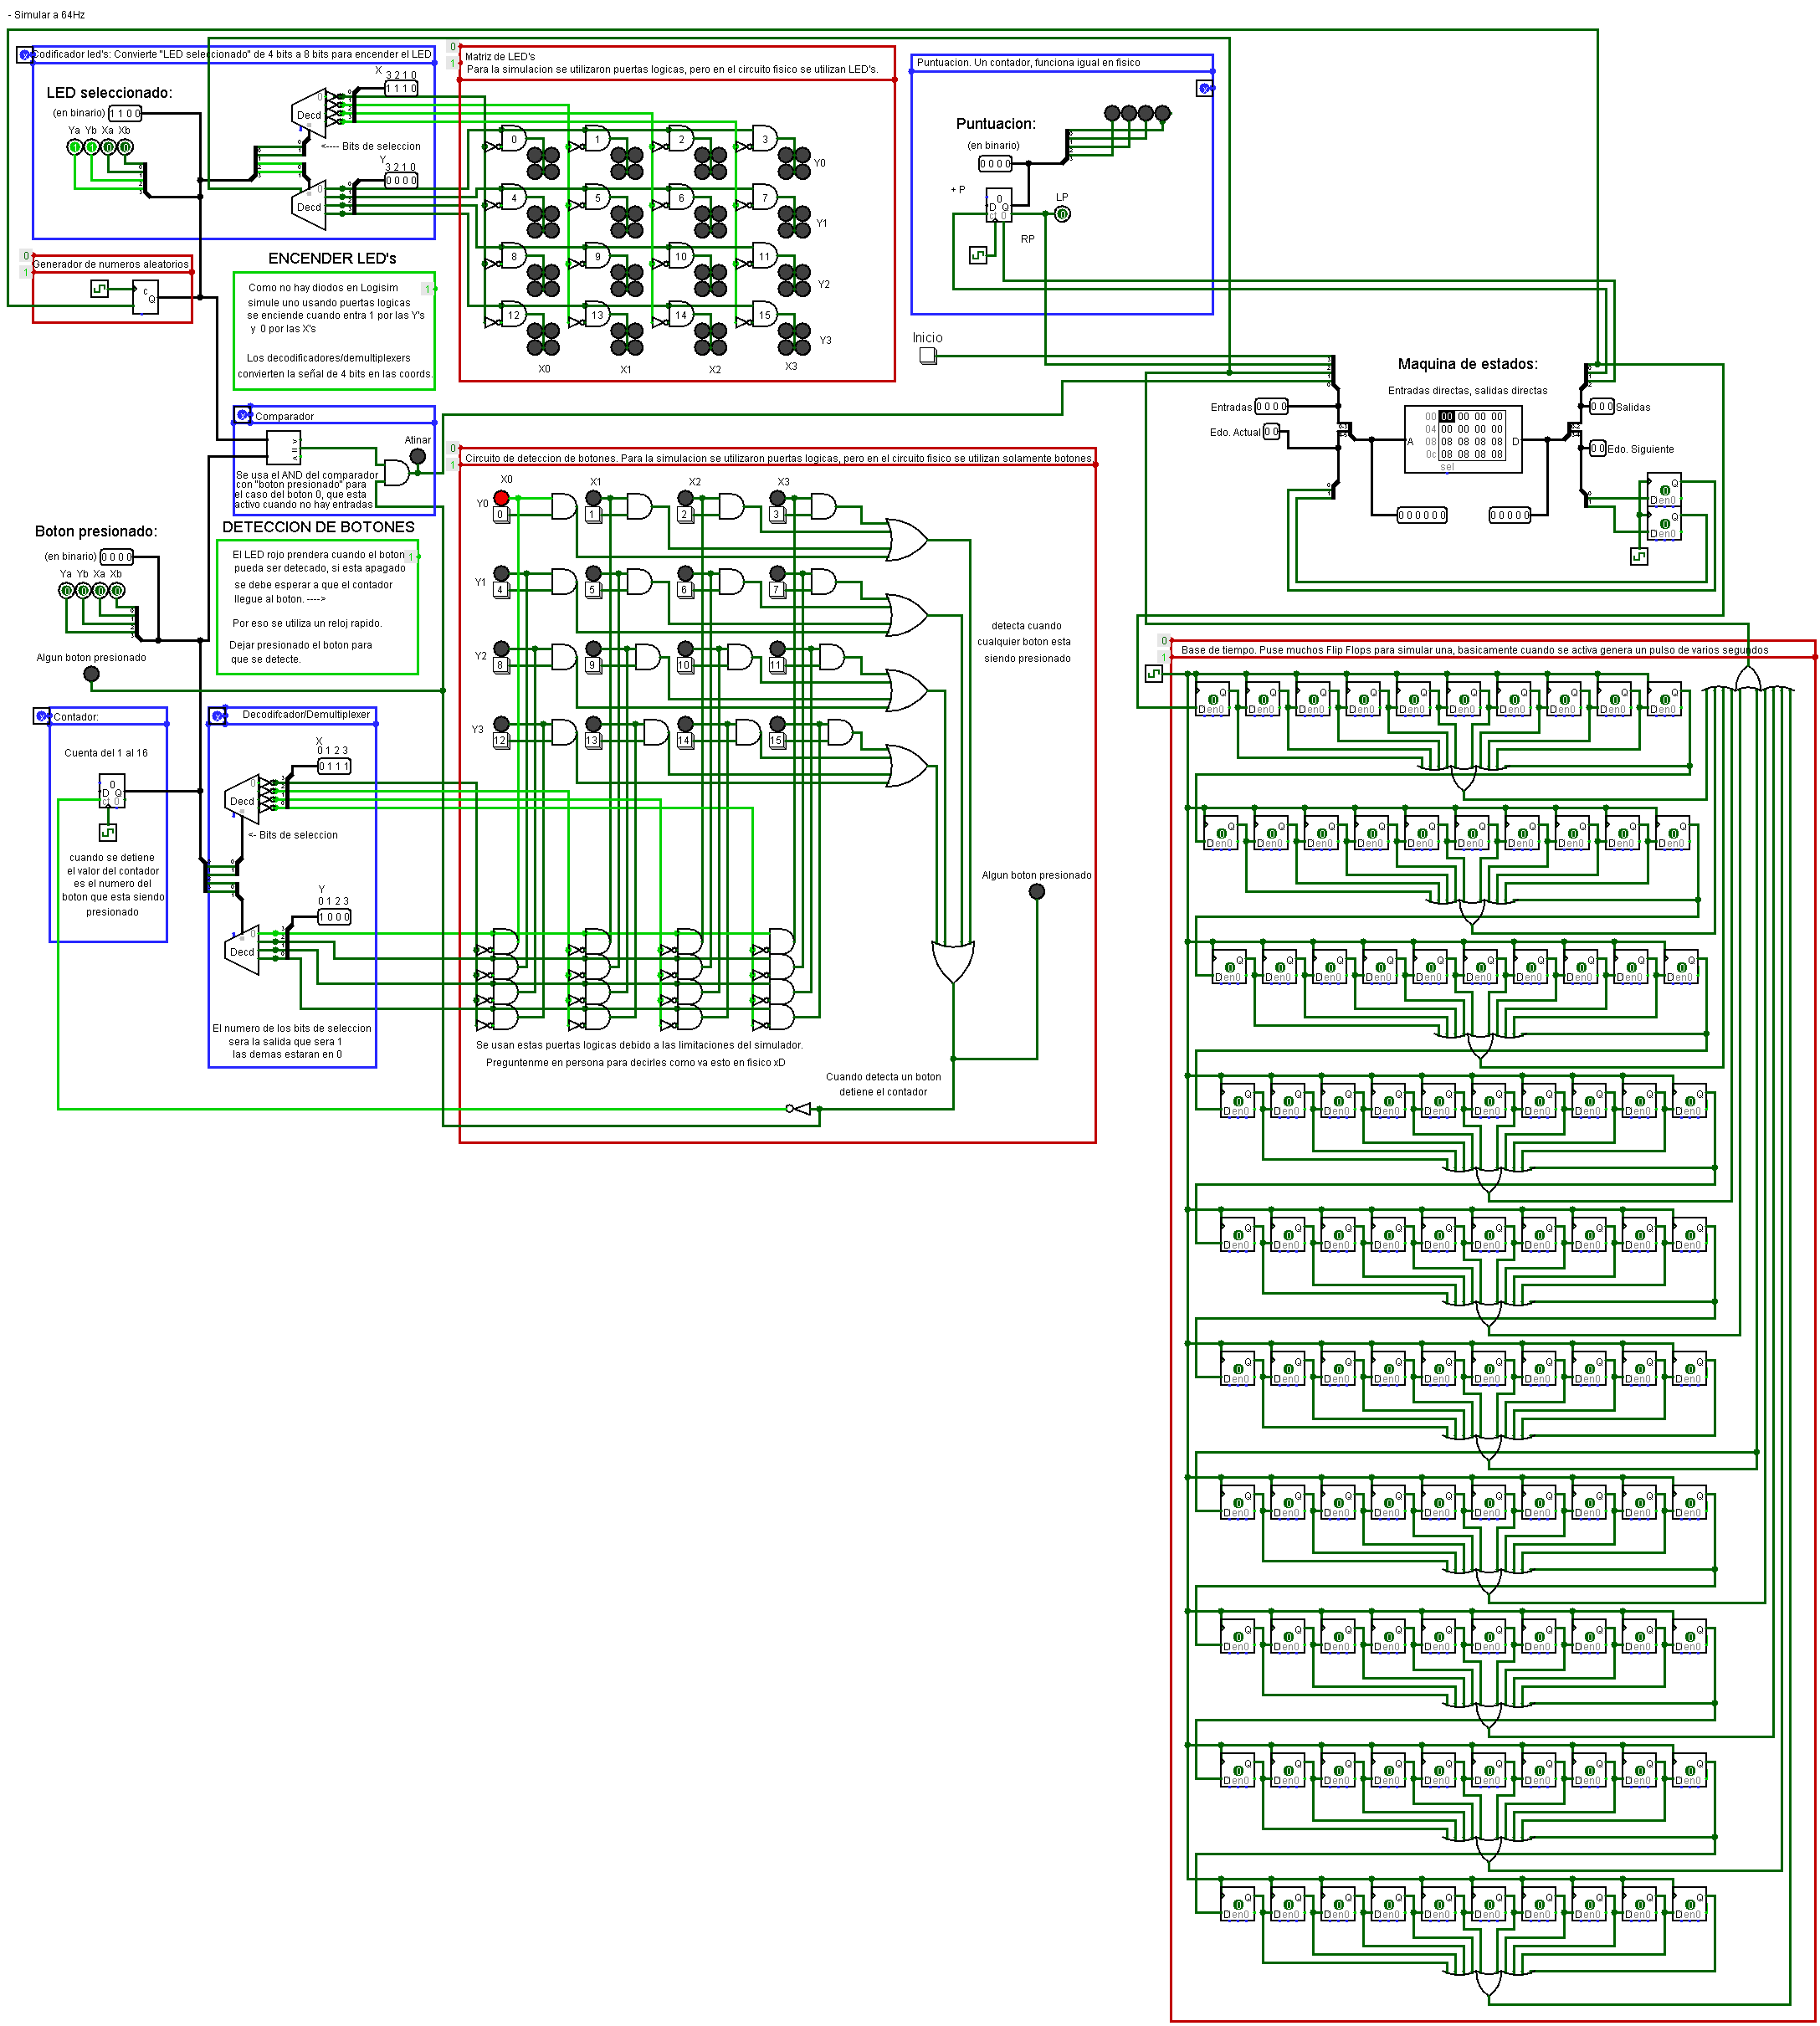 - Simular a 64Hz
Codificador led's: Convierte "LED seleccionado" de 4 bits a 8 bits para encender el LED
LED seleccionado:
(en binario) 1 1 0 0
Ya Yb Xa Xb
1 1 0 0
X 3 2 1 0
1 1 1 0
Decd
<---- Bits de seleccion
Y 3 2 1 0
0 0 0 0
Decd
Matriz de LED's
Para la simulacion se utilizaron puertas logicas, pero en el circuito fisico se utilizan LED's.
0 1 2 3 Y0
4 5 6 7 Y1
8 9 10 11 Y2
12 13 14 15 Y3
X0 X1 X2 X3
Puntuacion. Un contador, funciona igual en fisico
Puntuacion:
(en binario)
0 0 0 0
+ P
LP
RP
Generador de numeros aleatorios
ENCENDER LED's
Como no hay diodos en Logisim
simule uno usando puertas logicas
se enciende cuando entra 1 por las Y's
y 0 por las X's
Los decodificadores/demultiplexers
convierten la señal de 4 bits en las coords.
Inicio
Maquina de estados:
Entradas directas, salidas directas
Entradas 0 0 0 0
Edo. Actual 0 0
00 00 00 00 00
04 00 00 00 00
08 08 08 08 08
0c 08 08 08 08
A
D
sel
0 0 0 Salidas
0 0 Edo. Siguiente
0 0 0 0 0 0
0 0 0 0 0
Comparador
Atinar
Se usa el AND del comparador
con "boton presionado" para
el caso del boton 0, que esta
activo cuando no hay entradas
DETECCION DE BOTONES
El LED rojo prendera cuando el boton
pueda ser detecado, si esta apagado
se debe esperar a que el contador
llegue al boton. ---->
Por eso se utiliza un reloj rapido.
Dejar presionado el boton para
que se detecte.
Boton presionado:
(en binario) 0 0 0 0
Ya Yb Xa Xb
0 0 0 0
Algun boton presionado
Circuito de deteccion de botones. Para la simulacion se utilizaron puertas logicas, pero en el circuito fisico se utilizan solamente botones
X0 X1 X2 X3
Y0 0 1 2 3
Y1 4 5 6 7
Y2 8 9 10 11
Y3 12 13 14 15
detecta cuando
cualquier boton esta
siendo presionado
Algun boton presionado
Se usan estas puertas logicas debido a las limitaciones del simulador.
Preguntenme en persona para decirles como va esto en fisico xD
Cuando detecta un boton
detiene el contador
Contador:
Cuenta del 1 al 16
cuando se detiene
el valor del contador
es el numero del
boton que esta siendo
presionado
Decodifcador/Demultiplexer
X
0 1 2 3
0 1 1 1
Decd
<- Bits de seleccion
Y
0 1 2 3
1 0 0 0
Decd
El numero de los bits de seleccion
sera la salida que sera 1
las demas estaran en 0
Base de tiempo. Puse muchos Flip Flops para simular una, basicamente cuando se activa genera un pulso de varios segundos